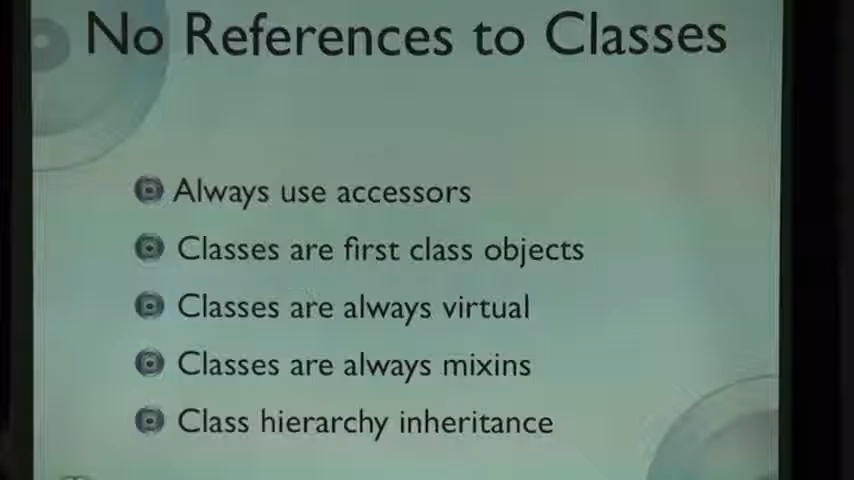 No References to Classes
Always use accessors
Classes are first class objects
Classes are always virtual
Classes are always mixins
Class hierarchy inheritance